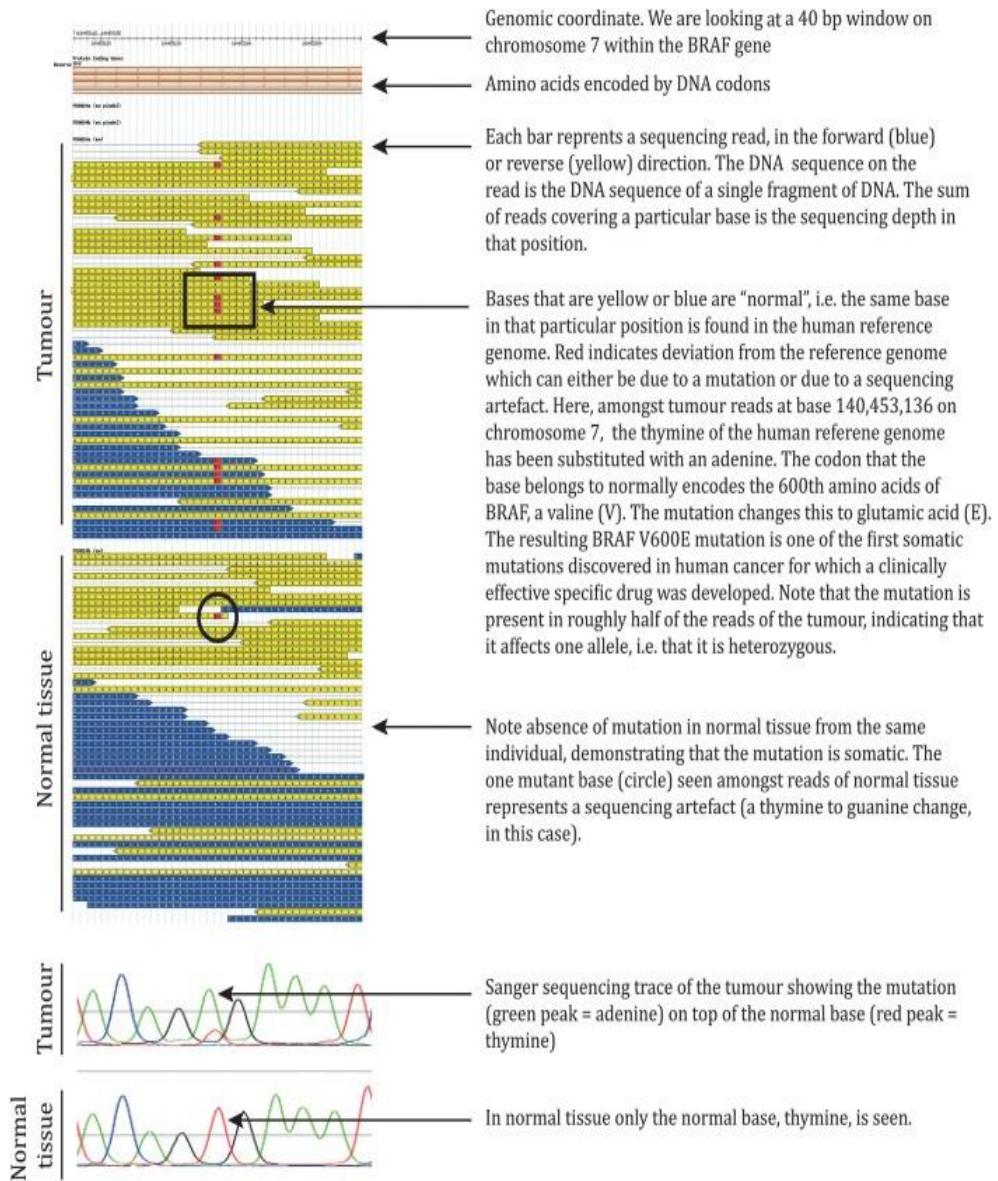 Genomic coordinate. We are looking at a 40 bp window on
chromosome 7 within the BRAF gene
Amino acids encoded by DNA codons
Each bar reprents a sequencing read, in the forward (blue)
or reverse (yellow) direction. The DNA sequence on the
read is the DNA sequence of a single fragment of DNA. The sum
of reads covering a particular base is the sequencing depth in
that position.
Tumour
Bases that are yellow or blue are “normal”, i.e. the same base
in that particular position is found in the human reference
genome. Red indicates deviation from the reference genome
which can either be due to a mutation or due to a sequencing
artefact. Here, amongst tumour reads at base 140,453,136 on
chromosome 7, the thymine of the human referene genome
has been substituted with an adenine. The codon that the
base belongs to normally encodes the 600th amino acids of
BRAF, a valine (V). The mutation changes this to glutamic acid (E).
The resulting BRAF V600E mutation is one of the first somatic
mutations discovered in human cancer for which a clinically
effective specific drug was developed. Note that the mutation is
present in roughly half of the reads of the tumour, indicating that
it affects one allele, i.e. that it is heterozygous.
Normal tissue
Note absence of mutation in normal tissue from the same
individual, demonstrating that the mutation is somatic. The
one mutant base (circle) seen amongst reads of normal tissue
represents a sequencing artefact (a thymine to guanine change,
in this case).
Tumour
Sanger sequencing trace of the tumour showing the mutation
(green peak = adenine) on top of the normal base (red peak =
thymine)
Normal
tissue
In normal tissue only the normal base, thymine, is seen.